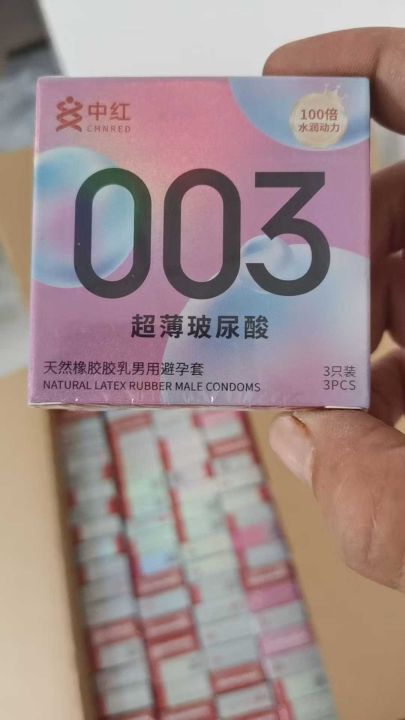 中红
CHNRED
100倍
水润动力
003
超薄玻尿酸
天然橡胶胶乳男用避孕套
NATURAL LATEX RUBBER MALE CONDOMS
3只装
3PCS